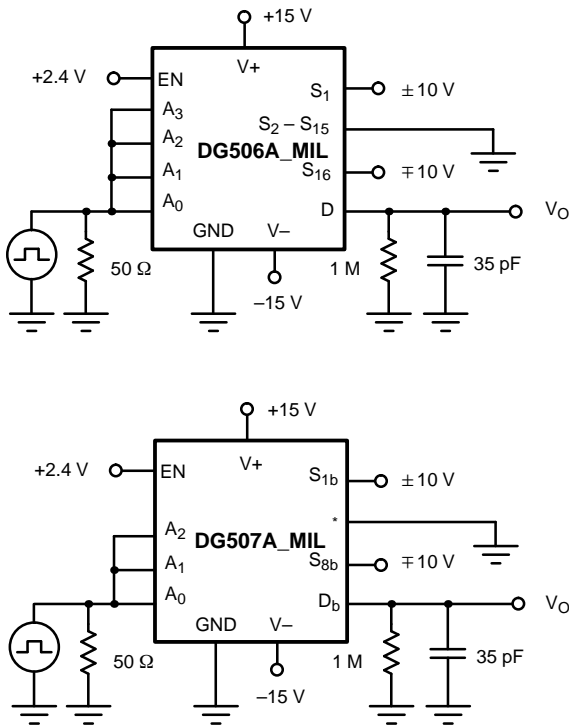 +15 V
+2.4 V
EN
V+
S1
±10 V
A3
A2
S2 – S15
DG506A_MIL
A1
S16
∓10 V
A0
D
VO
GND
V–
50 Ω
1 M
35 pF
–15 V
+15 V
+2.4 V
EN
V+
S1b
±10 V
A2
*
DG507A_MIL
A1
S8b
∓10 V
A0
Db
VO
GND
V–
50 Ω
1 M
35 pF
–15 V